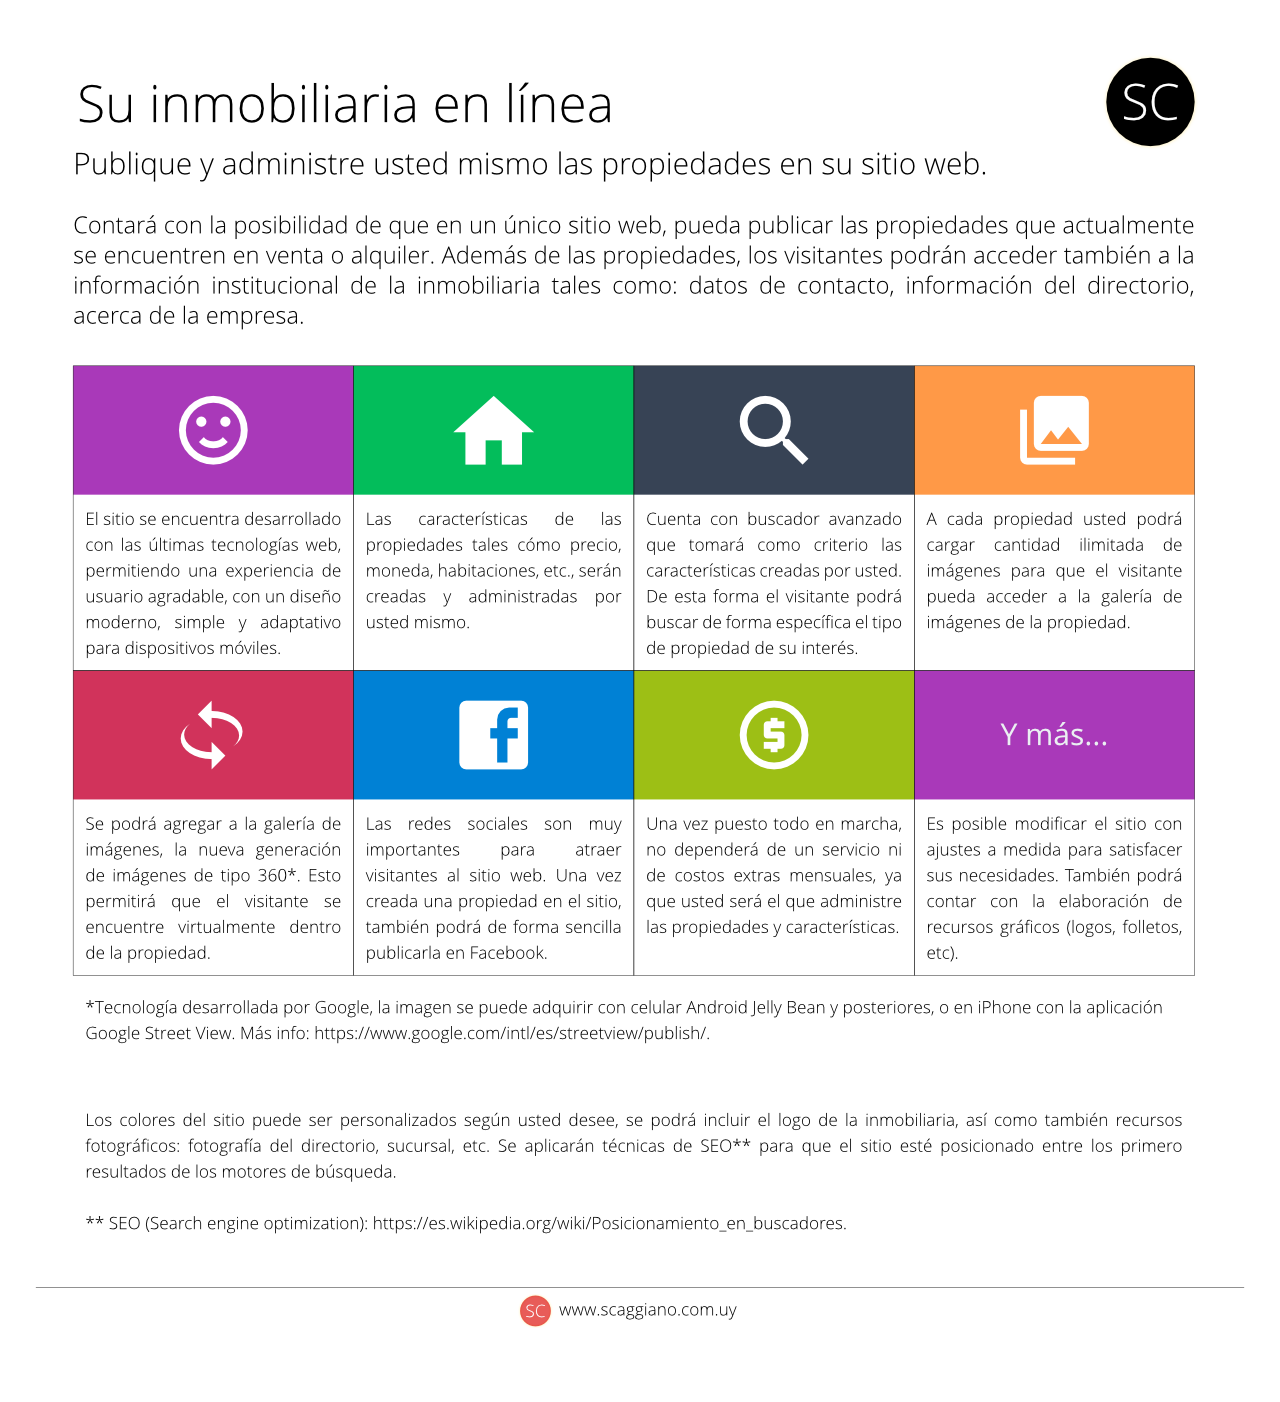 Su inmobiliaria en línea
SC
Publique y administre usted mismo las propiedades en su sitio web.
Contará con la posibilidad de que en un único sitio web, pueda publicar las propiedades que actualmente
se encuentren en venta o alquiler. Además de las propiedades, los visitantes podrán acceder también a la
información institucional de la inmobiliaria tales como: datos de contacto, información del directorio,
acerca de la empresa.
El sitio se encuentra desarrollado
con las últimas tecnologías web,
permitiendo una experiencia de
usuario agradable, con un diseño
moderno, simple y adaptativo
para dispositivos móviles.
Las características de las
propiedades tales cómo precio,
moneda, habitaciones, etc., serán
creadas y administradas por
usted mismo.
Cuenta con buscador avanzado
que tomará como criterio las
características creadas por usted.
De esta forma el visitante podrá
buscar de forma específica el tipo
de propiedad de su interés.
A cada propiedad usted podrá
cargar cantidad ilimitada de
imágenes para que el visitante
pueda acceder a la galería de
imágenes de la propiedad.
Y más...
Se podrá agregar a la galería de
imágenes, la nueva generación
de imágenes de tipo 360*. Esto
permitirá que el visitante se
encuentre virtualmente dentro
de la propiedad.
Las redes sociales son muy
importantes para atraer
visitantes al sitio web. Una vez
creada una propiedad en el sitio,
también podrá de forma sencilla
publicarla en Facebook.
Una vez puesto todo en marcha,
no dependerá de un servicio ni
de costos extras mensuales, ya
que usted será el que administre
las propiedades y características.
Es posible modificar el sitio con
ajustes a medida para satisfacer
sus necesidades. También podrá
contar con la elaboración de
recursos gráficos (logos, folletos,
etc).
*Tecnología desarrollada por Google, la imagen se puede adquirir con celular Android Jelly Bean y posteriores, o en iPhone con la aplicación
Google Street View. Más info: https://www.google.com/intl/es/streetview/publish/.
Los colores del sitio puede ser personalizados según usted desee, se podrá incluir el logo de la inmobiliaria, así como también recursos
fotográficos: fotografía del directorio, sucursal, etc. Se aplicarán técnicas de SEO** para que el sitio esté posicionado entre los primero
resultados de los motores de búsqueda.
** SEO (Search engine optimization): https://es.wikipedia.org/wiki/Posicionamiento_en_buscadores.
SC www.scaggiano.com.uy